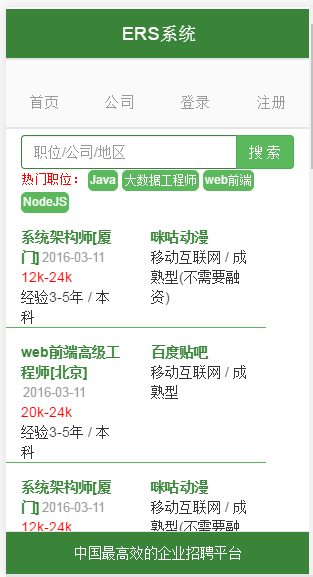 ERS系统
首页 公司 登录 注册
职位/公司/地区 搜 索
热门职位: Java 大数据工程师 web前端
NodeJS
系统架构师[厦 咪咕动漫
门] 2016-03-11 移动互联网 / 成
12k-24k 熟型(不需要融
经验3-5年 / 本 资)
科
web前端高级工 百度贴吧
程师[北京] 移动互联网 / 成
2016-03-11 熟型
20k-24k
经验3-5年 / 本
科
系统架构师[厦 咪咕动漫
门] 2016-03-11 移动互联网 / 成
12k-24k 熟型(不需要融
中国最高效的企业招聘平台